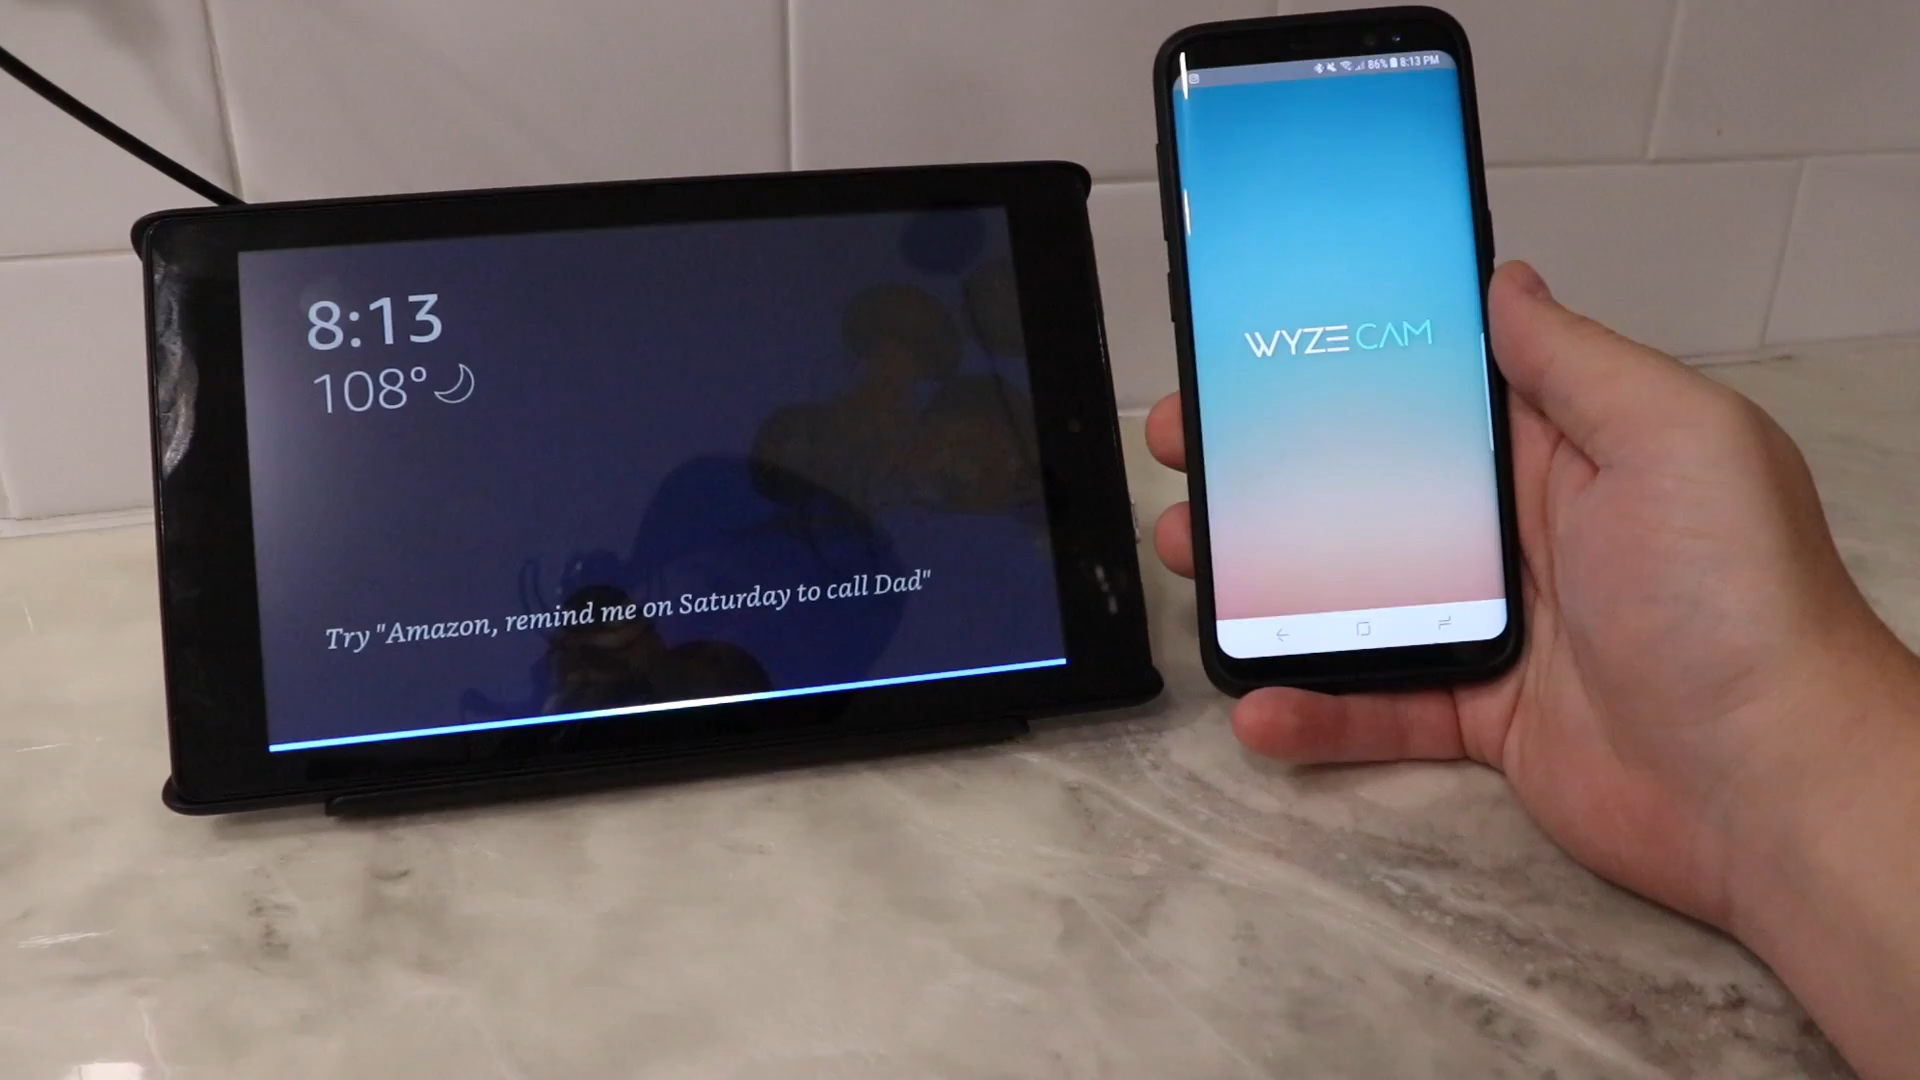 8:13
108°
Try "Amazon, remind me on Saturday to call Dad"
86% 8:13 PM
WYZE CAM